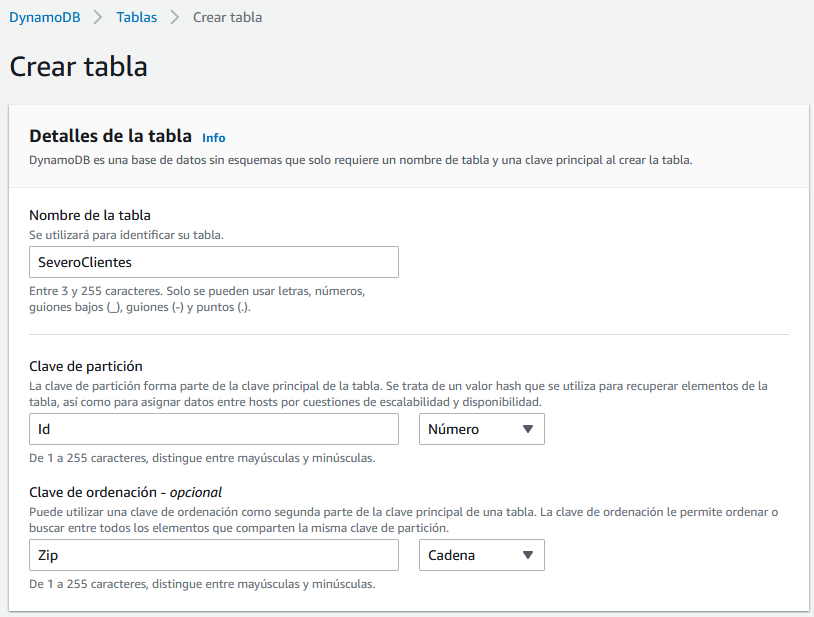 DynamoDB > Tablas > Crear tabla
Crear tabla
Detalles de la tabla Info
DynamoDB es una base de datos sin esquemas que solo requiere un nombre de tabla y una clave principal al crear la tabla.
Nombre de la tabla
Se utilizará para identificar su tabla.
SeveroClientes
Entre 3 y 255 caracteres. Solo se pueden usar letras, números,
guiones bajos (_), guiones (-) y puntos (.).
Clave de partición
La clave de partición forma parte de la clave principal de la tabla. Se trata de un valor hash que se utiliza para recuperar elementos de la
tabla, así como para asignar datos entre hosts por cuestiones de escalabilidad y disponibilidad.
Id Número
De 1 a 255 caracteres, distingue entre mayúsculas y minúsculas.
Clave de ordenación - opcional
Puede utilizar una clave de ordenación como segunda parte de la clave principal de una tabla. La clave de ordenación le permite ordenar o
buscar entre todos los elementos que comparten la misma clave de partición.
Zip Cadena
De 1 a 255 caracteres, distingue entre mayúsculas y minúsculas.